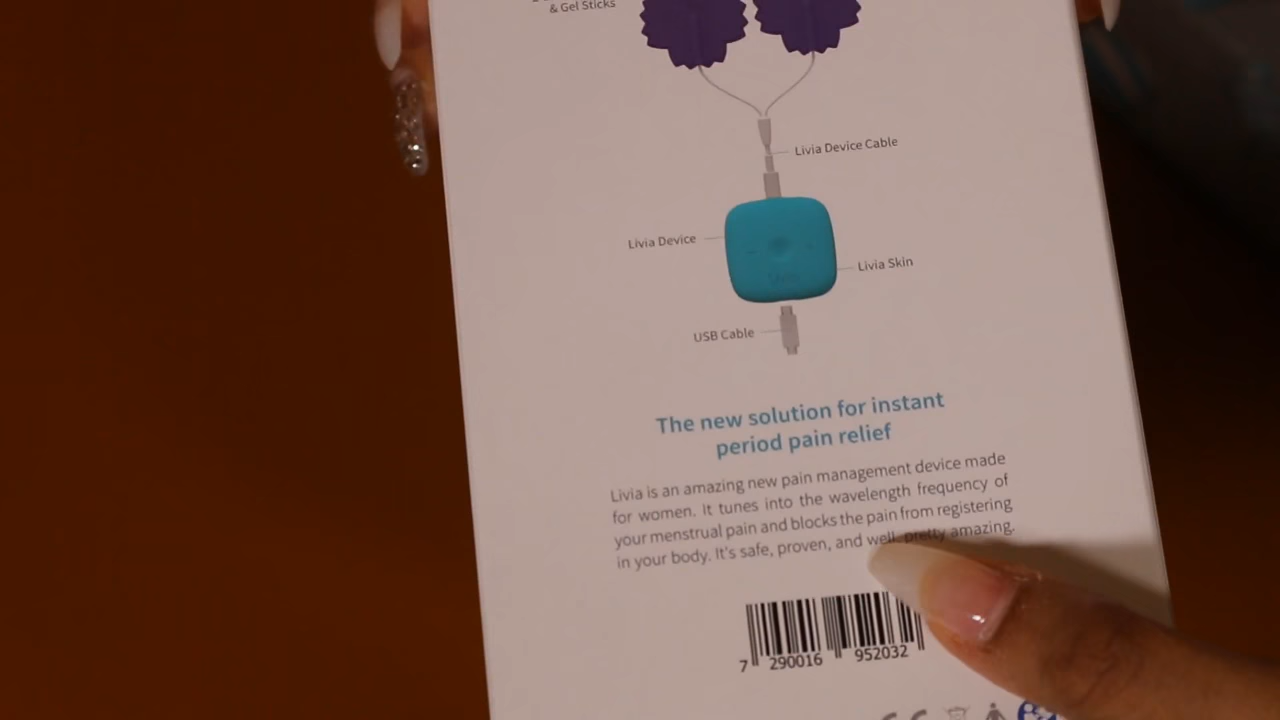 & Gel Sticks
Livia Device Cable
Livia Device
Livia Skin
USB Cable
The new solution for instant
period pain relief
Livia is an amazing new pain management device made
for women. It tunes into the wavelength frequency of
your menstrual pain and blocks the pain from registering
in your body. It's safe, proven, and well, pretty amazing.
7 290016 952032